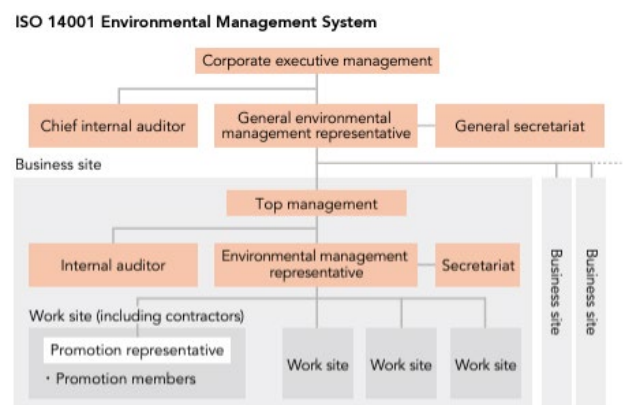 ISO 14001 Environmental Management System
Corporate executive management
Chief internal auditor
General environmental
management representative
General secretariat
Business site
Top management
Internal auditor
Environmental management
representative
Secretariat
Business site
Business site
Work site (including contractors)
Promotion representative
・Promotion members
Work site
Work site
Work site